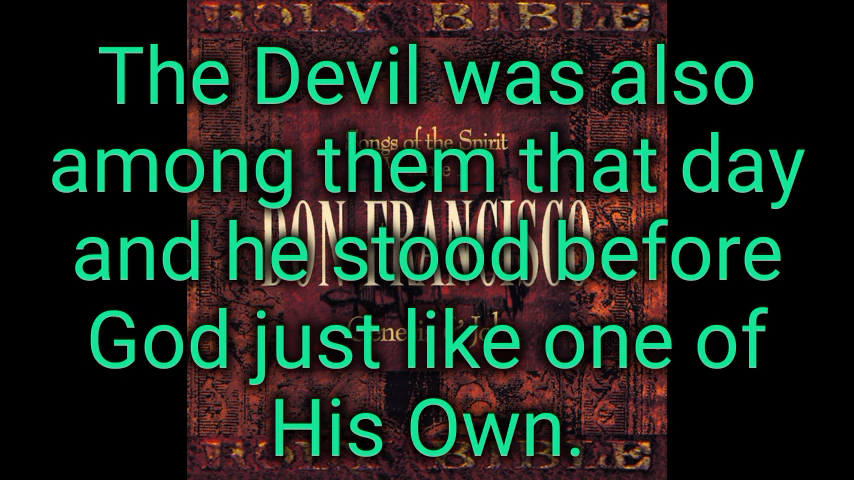 HOLY BIBLE
The Devil was also
Songs of the Spirit
among them that day
DON FRANCISCO
and he stood before
God just like one of
His Own.
HOLY BIBLE